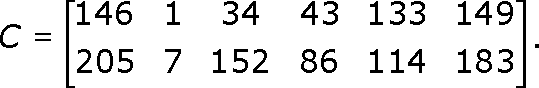 C = [146 1 34 43 133 149
205 7 152 86 114 183].